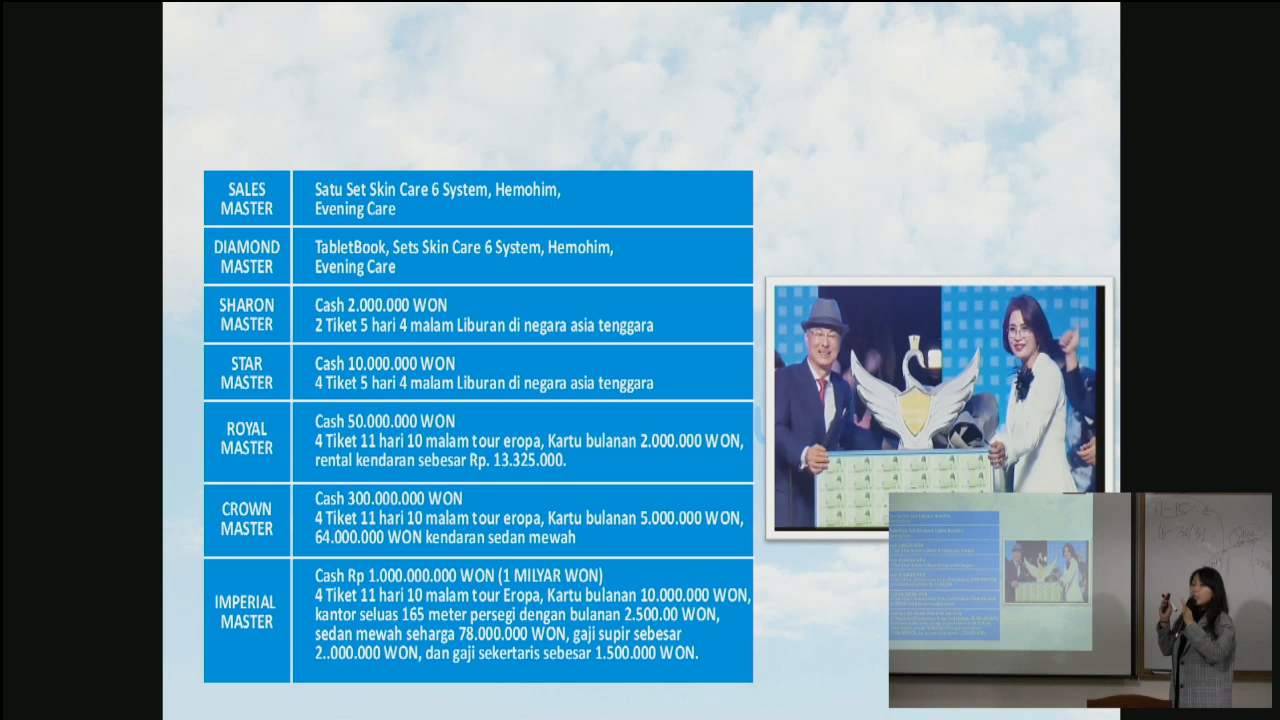 SALES
MASTER
Satu Set Skin Care 6 System, Hemohim,
Evening Care
DIAMOND
MASTER
TabletBook, Sets Skin Care 6 System, Hemohim,
Evening Care
SHARON
MASTER
Cash 2.000.000 WON
2 Tiket 5 hari 4 malam Liburan di negara asia tenggara
STAR
MASTER
Cash 10.000.000 WON
4 Tiket 5 hari 4 malam Liburan di negara asia tenggara
ROYAL
MASTER
Cash 50.000.000 WON
4 Tiket 11 hari 10 malam tour eropa, Kartu bulanan 2.000.000 WON,
rental kendaran sebesar Rp. 13.325.000.
CROWN
MASTER
Cash 300.000.000 WON
4 Tiket 11 hari 10 malam tour eropa, Kartu bulanan 5.000.000 WON,
64.000.000 WON kendaran sedan mewah
IMPERIAL
MASTER
Cash Rp 1.000.000.000 WON (1 MILYAR WON)
4 Tiket 11 hari 10 malam tour Eropa, Kartu bulanan 10.000.000 WON,
kantor seluas 165 meter persegi dengan bulanan 2.500.00 WON,
sedan mewah seharga 78.000.000 WON, gaji supir sebesar
2..000.000 WON, dan gaji sekertaris sebesar 1.500.000 WON.